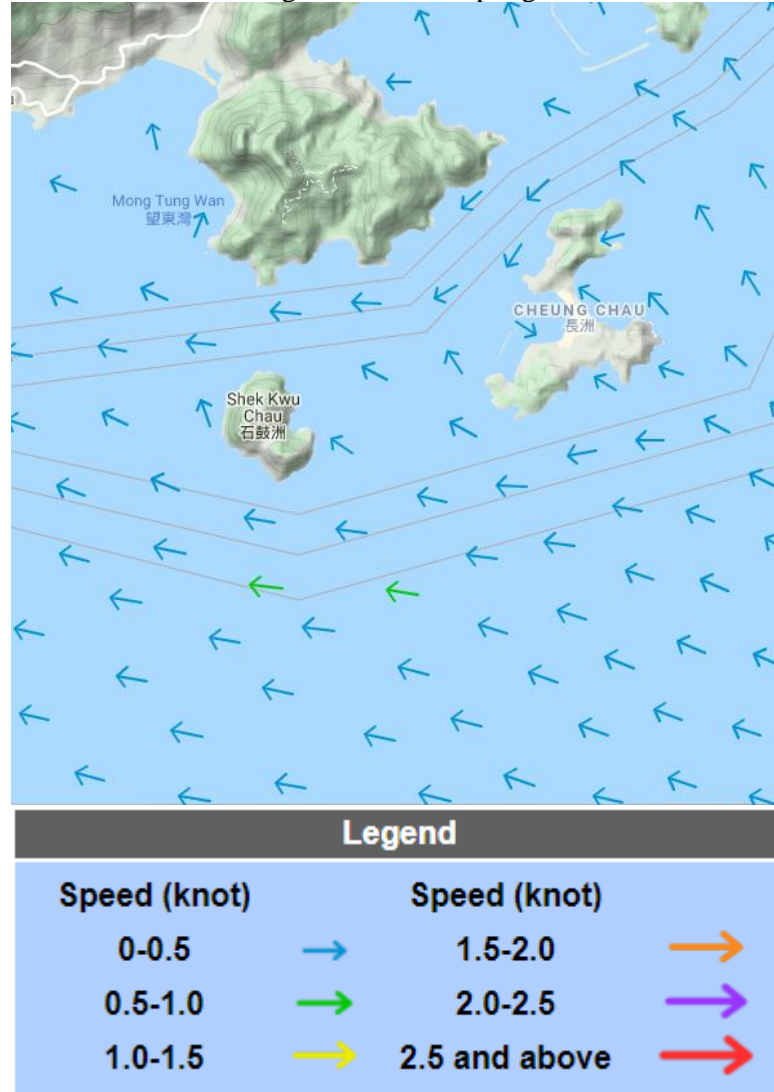 Mong Tung Wan
望東灣
CHEUNG CHAU
長洲
Shek Kwu
Chau
石鼓洲
Legend
Speed (knot) Speed (knot)
0-0.5 1.5-2.0
0.5-1.0 2.0-2.5
1.0-1.5 2.5 and above